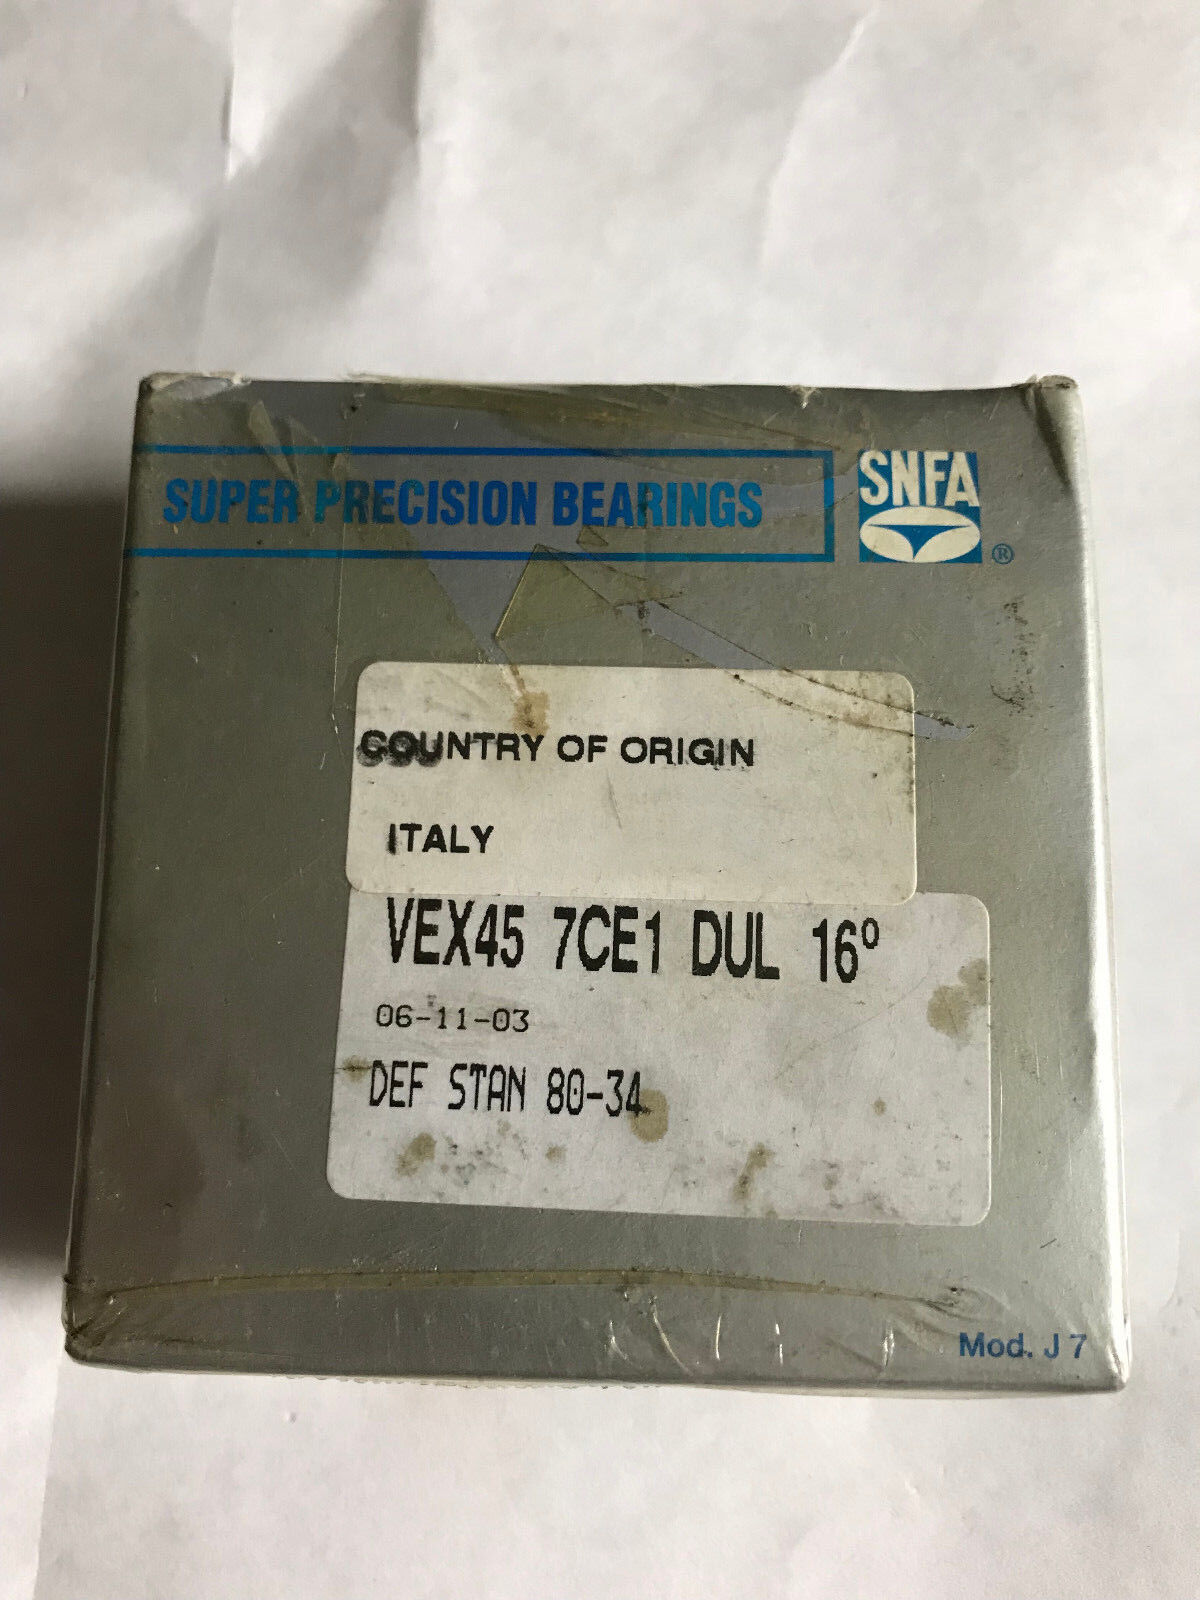 SUPER PRECISION BEARINGS
SNFA
®
COUNTRY OF ORIGIN
ITALY
VEX45 7CE1 DUL 16º
06-11-03
DEF STAN 80-34
Mod. J 7